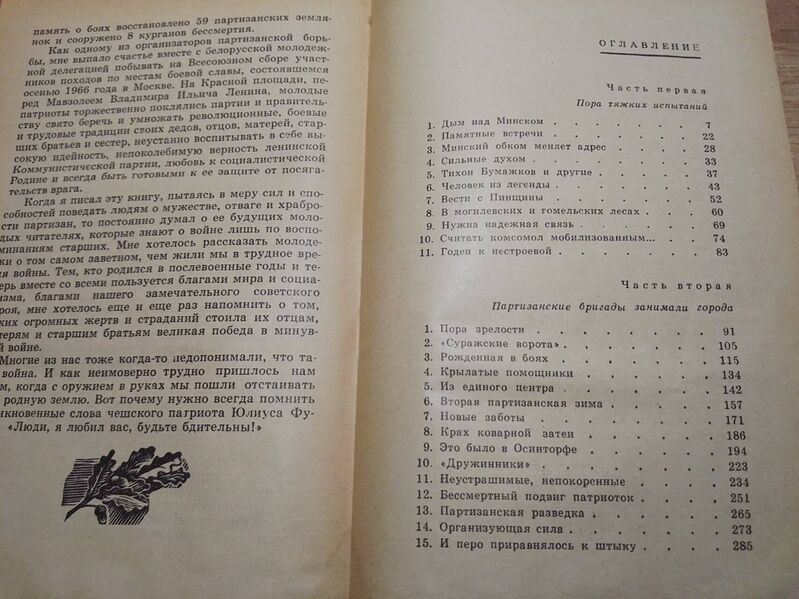 память о боях восстановлено 59 партизанских земля-
нок и сооружено 8 курганов бессмертия.
Как одному из организаторов партизанской борь-
бы, мне выпало счастье вместе с белорусской молодеж-
ной делегацией побывать на Всесоюзном сборе участ-
ников походов по местам боевой славы, состоявшемся
осенью 1966 года в Москве. На Красной площади, пе-
ред Мавзолеем Владимира Ильича Ленина, молодые
патриоты торжественно поклялись партии и правитель-
ству свято беречь и умножать революционные, боевые
и трудовые традиции своих дедов, отцов, матерей, стар-
ших братьев и сестер, неустанно воспитывать в себе вы-
сокую идейность, непоколебимую верность ленинской
Коммунистической партии, любовь к социалистической
Родине и всегда быть готовыми к ее защите от посяга-
тельств врага.
Когда я писал эту книгу, пытаясь в меру сил и спо-
собностей поведать людям о мужестве, отваге и храбро-
сти партизан, то постоянно думал о ее будущих моло-
дых читателях, которые знают о войне лишь по воспо-
минаниям старших. Мне хотелось рассказать молоде-
о том самом заветном, чем жили мы в трудное вре-
я войны. Тем, кто родился в послевоенные годы и те-
рь вместе со всеми пользуется благами мира и социа-
изма, благами нашего замечательного советского
роя, мне хотелось еще и еще раз напомнить о том,
ких огромных жертв и страданий стоила их отцам,
терям и старшим братьям великая победа в минув-
й войне.
Многие из нас тоже когда-то недопонимали, что та-
война. И как неимоверно трудно пришлось нам
м, когда с оружием в руках мы пошли отстаивать
родную землю. Вот почему нужно всегда помнить
икновенные слова чешского патриота Юлиуса Фу-
«Люди, я любил вас, будьте бдительны!»
ОГЛАВЛЕНИЕ
Часть первая
Пора тяжких испытаний
1. Дым над Минском . . . . . . 7
2. Памятные встречи . . . . . . 22
3. Минский обком меняет адрес . . . . 28
4. Сильные духом . . . . . . 33
5. Тихон Бумажков и другие . . . . . 37
6. Человек из легенды . . . . . . 43
7. Вести с Пинщины . . . . . . 52
8. В могилевских и гомельских лесах . . . 60
9. Нужна надежная связь . . . . . 69
10. Считать комсомол мобилизованным... . . 74
11. Годен к нестроевой . . . . . . 83
Часть вторая
Партизанские бригады занимали города
1. Пора зрелости . . . . . . . 91
2. «Суражские ворота» . . . . . . 105
3. Рожденная в боях . . . . . . 115
4. Крылатые помощники . . . . . 134
5. Из единого центра . . . . . . 142
6. Вторая партизанская зима . . . . 157
7. Новые заботы . . . . . . . 171
8. Крах коварной затеи . . . . . 186
9. Это было в Осинторфе . . . . . 194
10. «Дружинники» . . . . . . . 223
11. Неустрашимые, непокоренные . . . . 234
12. Бессмертный подвиг патриоток . . . . 251
13. Партизанская разведка . . . . . 265
14. Организующая сила . . . . . . 273
15. И перо приравнялось к штыку . . . . 285